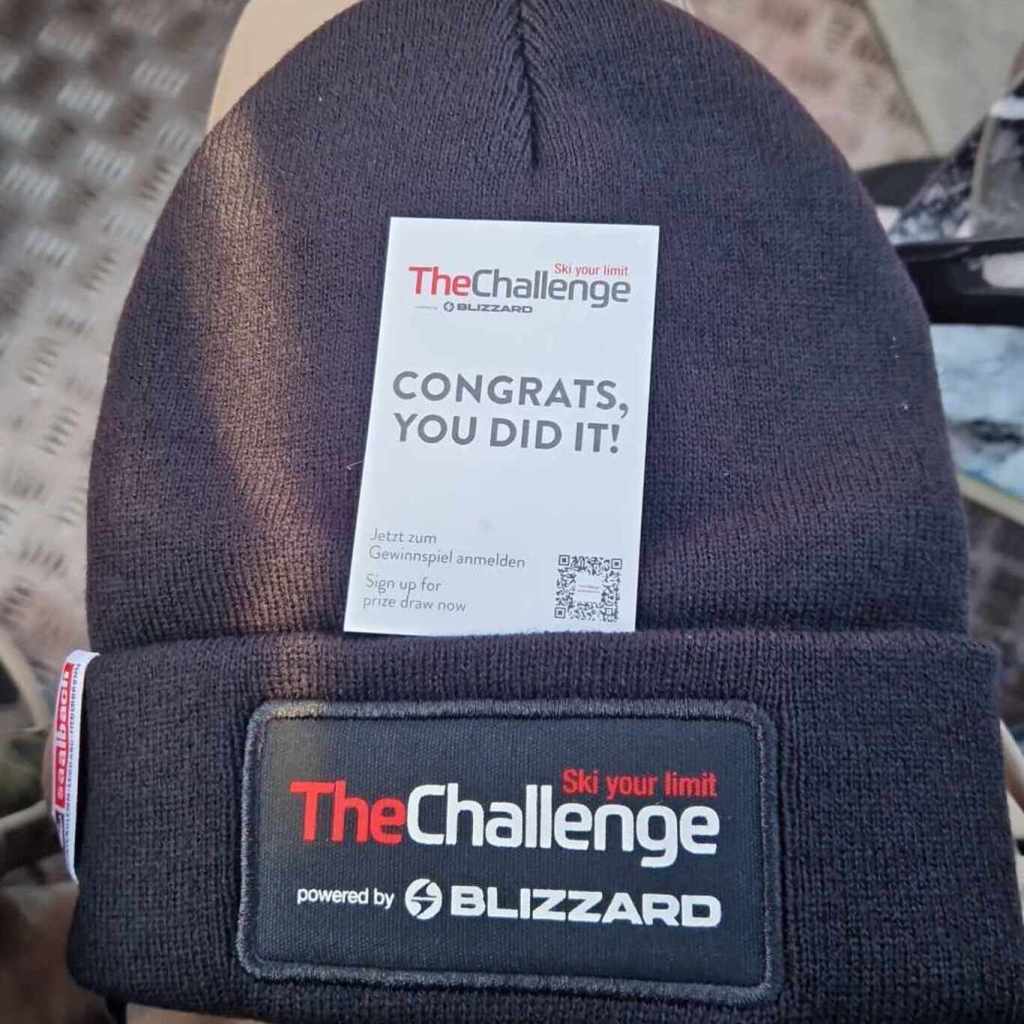 Ski your limit
TheChallenge
BLIZZARD
CONGRATS,
YOU DID IT!
Jetzt zum
Gewinnspiel anmelden
Sign up for
prize draw now
saalbach
Ski your limit
TheChallenge
powered by BLIZZARD